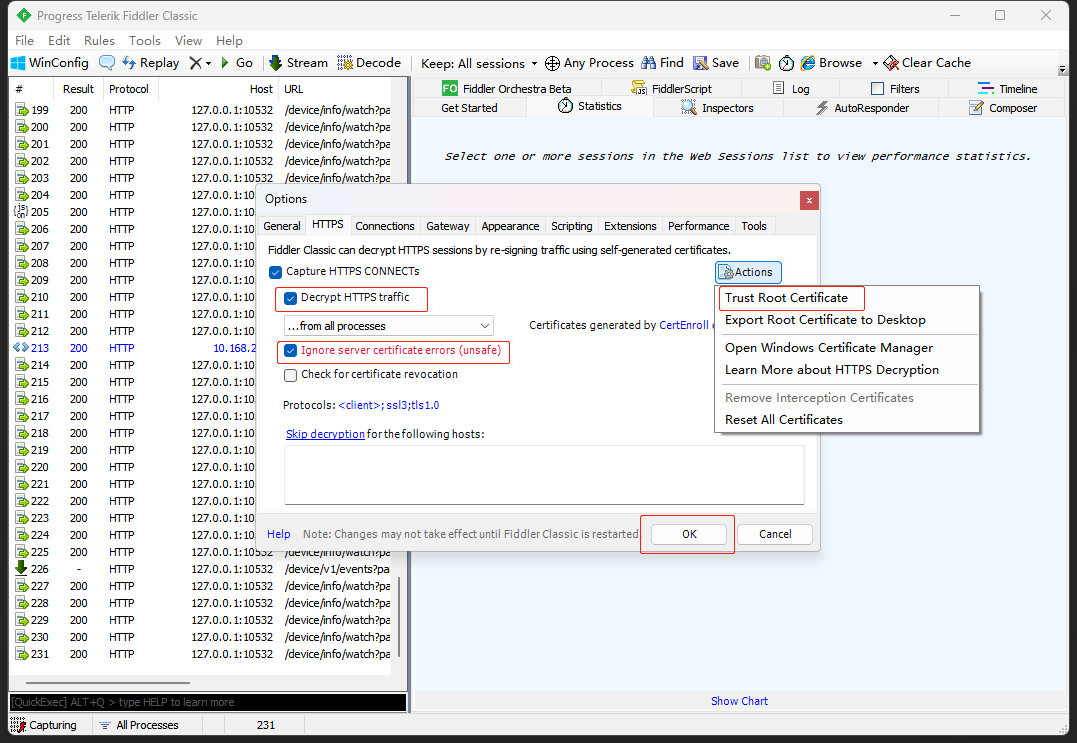 Progress Telerik Fiddler Classic
File Edit Rules Tools View Help
WinConfig Replay Go Stream Decode Keep: All sessions Any Process Find Save Browse Clear Cache
# Result Protocol Host URL
199 200 HTTP 127.0.0.1:10532 /device/info/watch?pa
200 200 HTTP 127.0.0.1:10532 /device/info/watch?pa
201 200 HTTP 127.0.0.1:10532 /device/info/watch?pa
202 200 HTTP 127.0.0.1:10532 /device/info/watch?pa
203 200 HTTP 127.0.0.1:10532 /device/info/watch?pa
204 200 HTTP 127.0.0.1:10
205 200 HTTP 127.0.0.1:10
206 200 HTTP 127.0.0.1:10
207 200 HTTP 127.0.0.1:10
208 200 HTTP 127.0.0.1:10
209 200 HTTP 127.0.0.1:10
210 200 HTTP 127.0.0.1:10
211 200 HTTP 127.0.0.1:10
212 200 HTTP 127.0.0.1:10
213 200 HTTP 10.168.2
214 200 HTTP 127.0.0.1:10
215 200 HTTP 127.0.0.1:10
216 200 HTTP 127.0.0.1:10
217 200 HTTP 127.0.0.1:10
218 200 HTTP 127.0.0.1:10
219 200 HTTP 127.0.0.1:10
220 200 HTTP 127.0.0.1:10
221 200 HTTP 127.0.0.1:10
222 200 HTTP 127.0.0.1:10
223 200 HTTP 127.0.0.1:10
224 200 HTTP 127.0.0.1:10
225 200 HTTP 127.0.0.1:10532 /device/info/watch?pa
226 - HTTP 127.0.0.1:10532 /device/v1/events?pa
227 200 HTTP 127.0.0.1:10532 /device/info/watch?pa
228 200 HTTP 127.0.0.1:10532 /device/info/watch?pa
229 200 HTTP 127.0.0.1:10532 /device/info/watch?pa
230 200 HTTP 127.0.0.1:10532 /device/info/watch?pa
231 200 HTTP 127.0.0.1:10532 /device/info/watch?pa
[QuickExec] ALT+Q > type HELP to learn more
Capturing All Processes 231
FO Fiddler Orchestra Beta FiddlerScript Log Filters Timeline
Get Started Statistics Inspectors AutoResponder Composer
Select one or more sessions in the Web Sessions list to view performance statistics.
Options
General HTTPS Connections Gateway Appearance Scripting Extensions Performance Tools
Fiddler Classic can decrypt HTTPS sessions by re-signing traffic using self-generated certificates.
Capture HTTPS CONNECTs
Actions
Decrypt HTTPS traffic
...from all processes
Certificates generated by CertEnroll e
Ignore server certificate errors (unsafe)
Check for certificate revocation
Protocols: <client>;ssl3;tls1.0
Skip decryption for the following hosts:
Trust Root Certificate
Export Root Certificate to Desktop
Open Windows Certificate Manager
Learn More about HTTPS Decryption
Remove Interception Certificates
Reset All Certificates
Help Note: Changes may not take effect until Fiddler Classic is restarted. OK Cancel
Show Chart